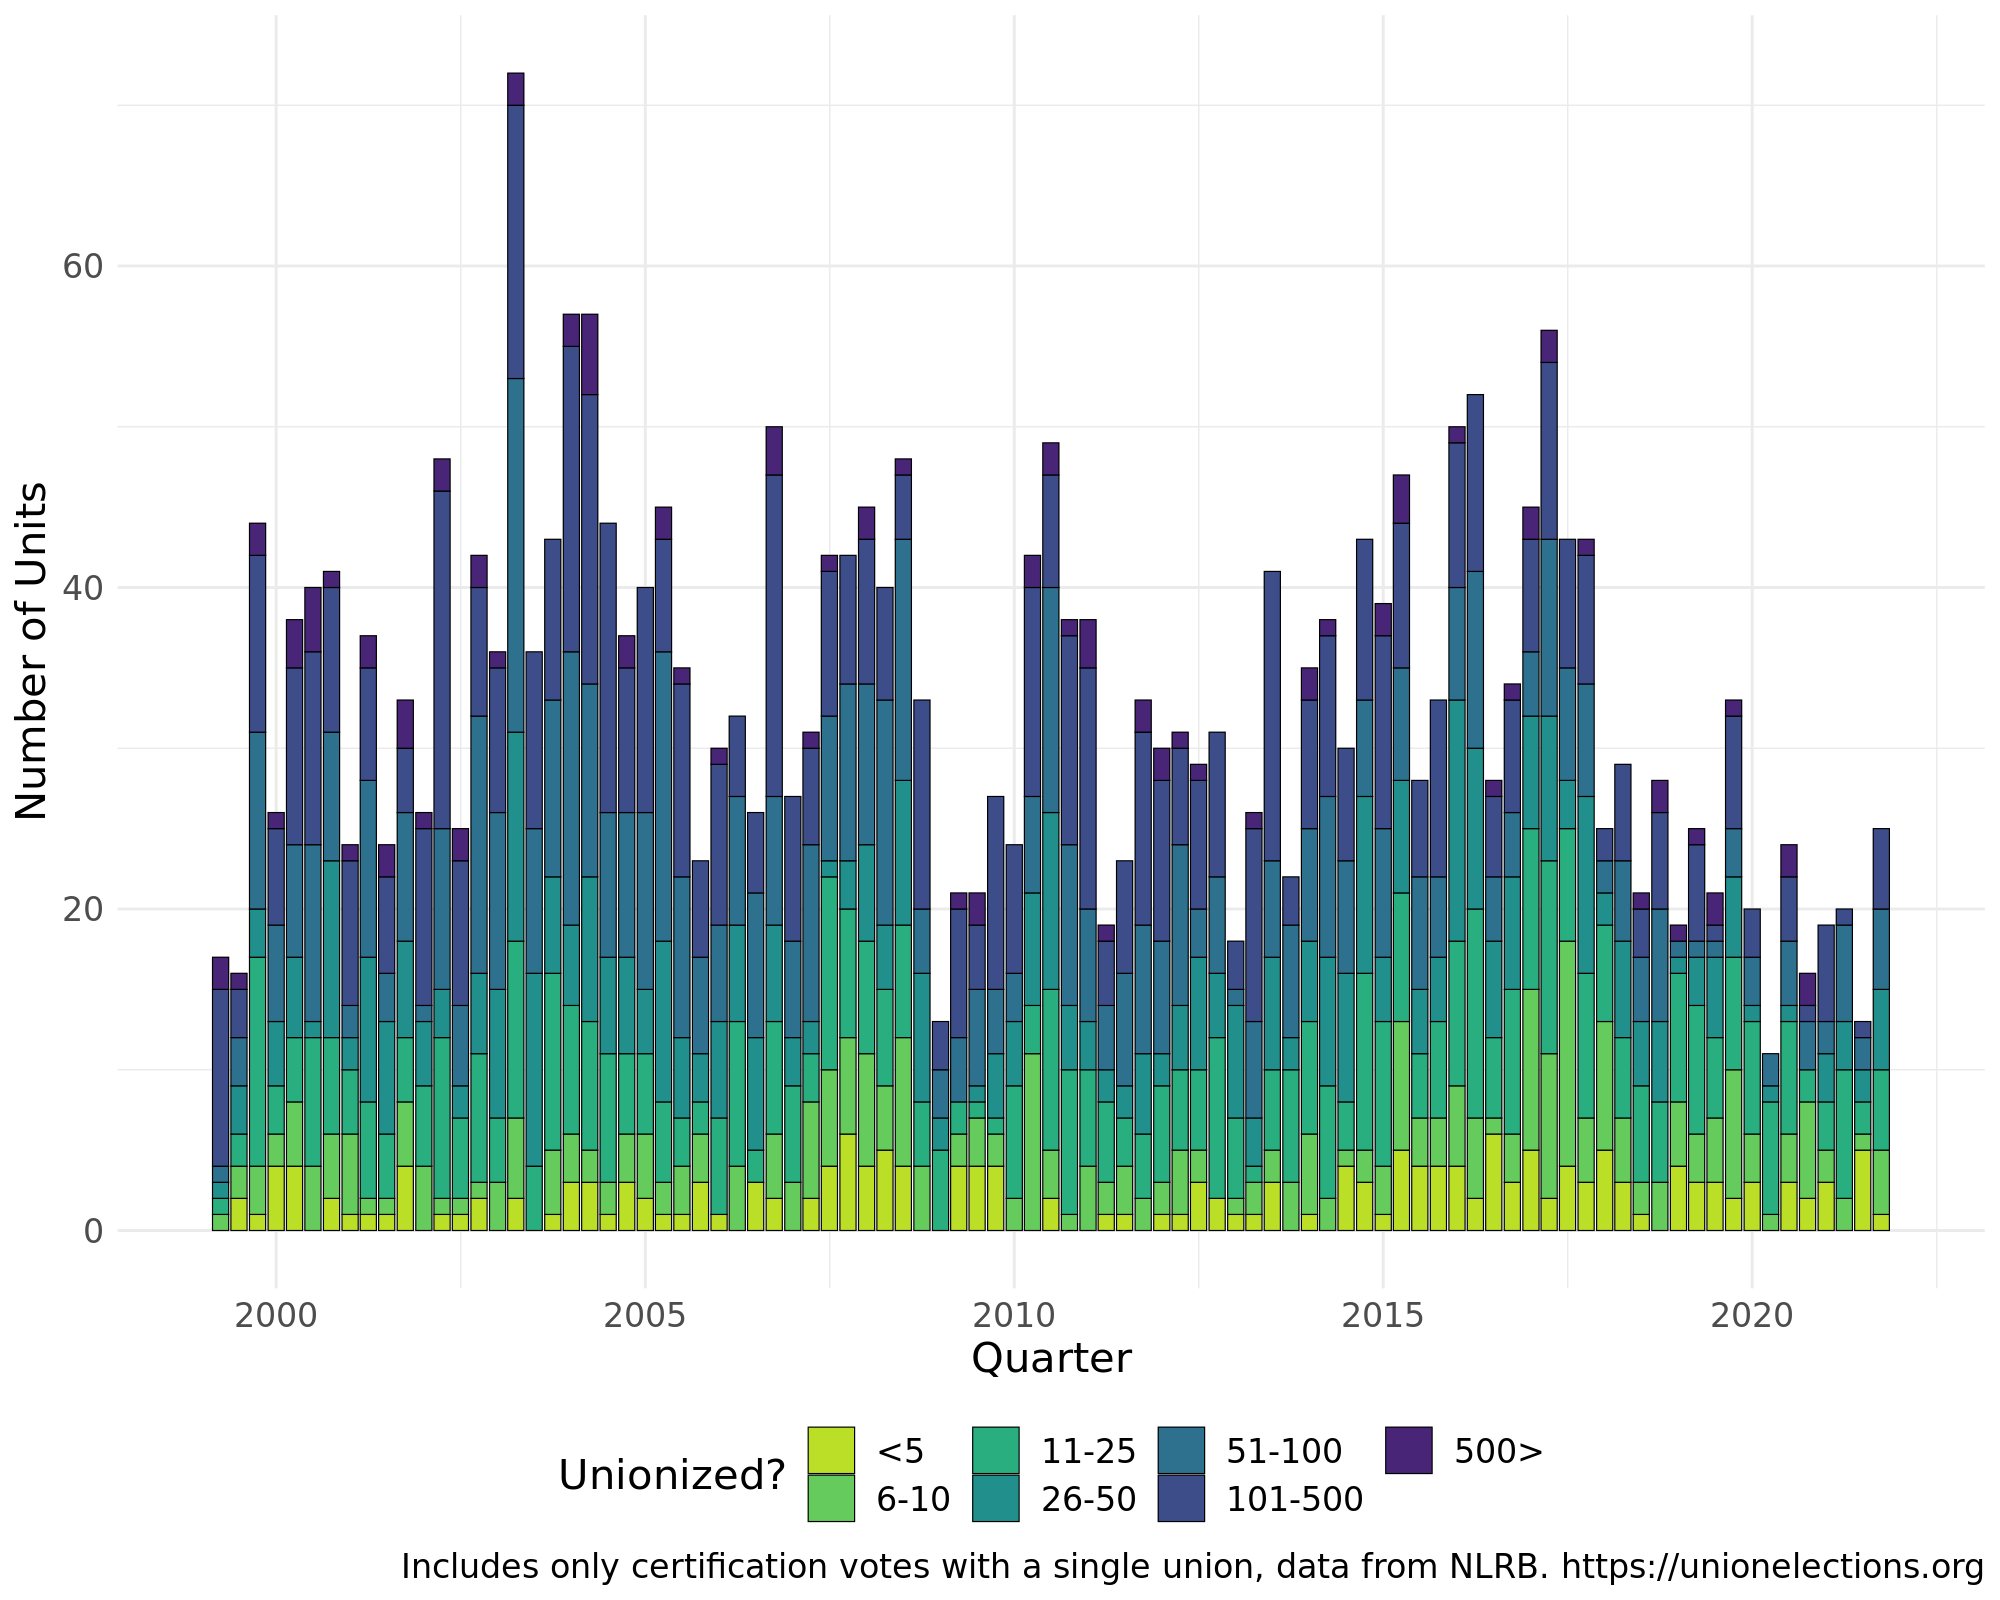 60
40
20
0
Number of Units
2000 2005 2010 2015 2020
Quarter
Unionized?
<5 11-25 51-100 500>
6-10 26-50 101-500
Includes only certification votes with a single union, data from NLRB. https://unionelections.org